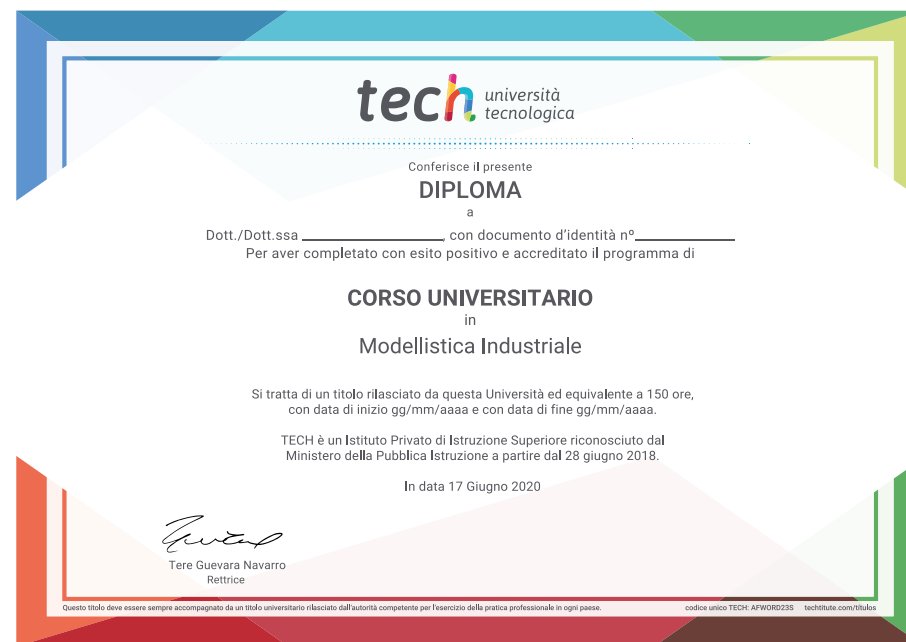 tech università
tecnologica
Conferisce il presente
DIPLOMA
a
Dott./Dott.ssa ____________________, con documento d'identità nº______________
Per aver completato con esito positivo e accreditato il programma di
CORSO UNIVERSITARIO
in
Modellistica Industriale
Si tratta di un titolo rilasciato da questa Università ed equivalente a 150 ore,
con data di inizio gg/mm/aaaa e con data di fine gg/mm/aaaa.
TECH è un Istituto Privato di Istruzione Superiore riconosciuto dal
Ministero della Pubblica Istruzione a partire dal 28 giugno 2018.
In data 17 Giugno 2020
Tere Guevara Navarro
Rettrice
Questo titolo deve essere sempre accompagnato da un titolo universitario rilasciato dall'autorità competente per l'esercizio della pratica professionale in ogni paese. codice unico TECH: AFWORD23S techtitute.com/títulos